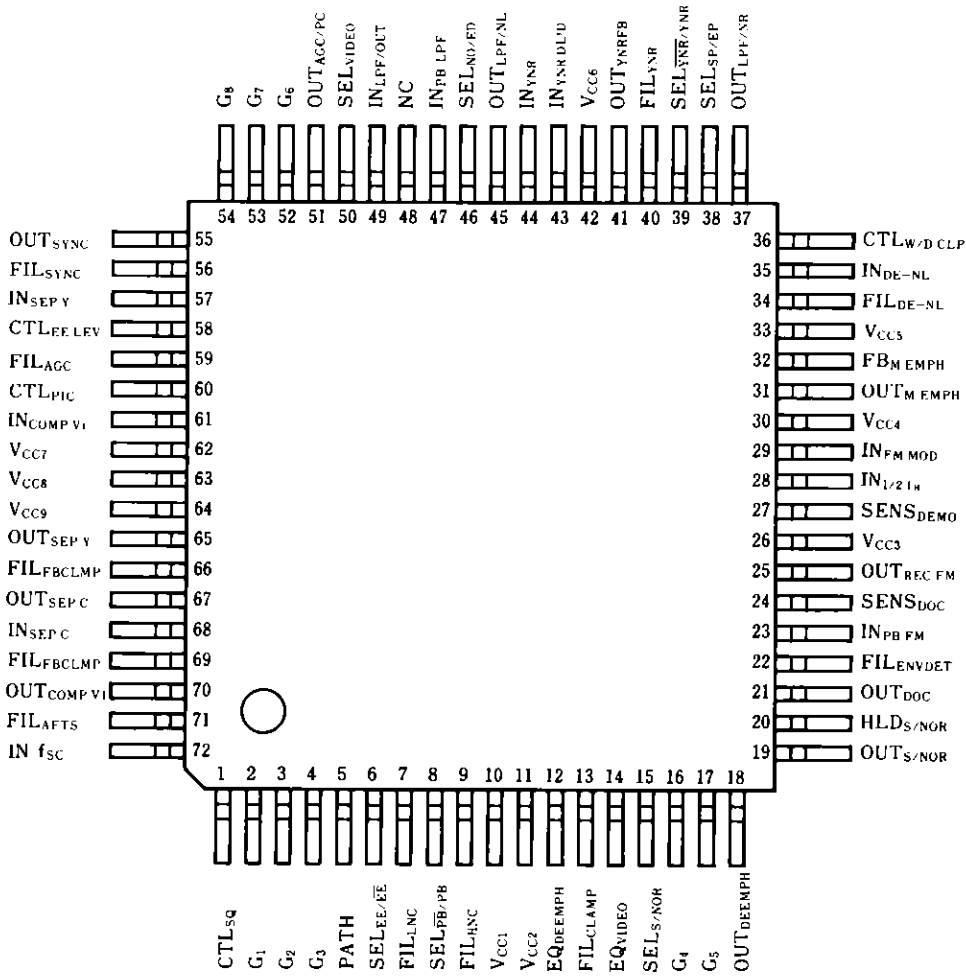 G8 G7 G6 OUTAGC/PC SELVIDEO INLPF/OUT NC INPB LPF SELNO/ED OUTLPF/NL INYNR INYNR DL'D VCC6 OUTYNRFB FILYNR SELYNR/YNR SELSP/EP OUTLPF/NR
54 53 52 51 50 49 48 47 46 45 44 43 42 41 40 39 38 37
OUTSYNC 55 36 CTLW/D CLP
FILSYNC 56 35 INDE-NL
INSEP Y 57 34 FILDE-NL
CTLEE LEV 58 33 VCC5
FILAGC 59 32 FBM EMPH
CTLPIC 60 31 OUTM EMPH
INCOMP VI 61 30 VCC4
VCC7 62 29 INFM MOD
VCC8 63 28 IN1/2 fH
VCC9 64 27 SENSDEMO
OUTSEP Y 65 26 VCC3
FILFBCLMP 66 25 OUTREC FM
OUTSEP C 67 24 SENSDOC
INSEP C 68 23 INPB FM
FILFBCLMP 69 22 FILENVDET
OUTCOMP VI 70 21 OUTDOC
FILAFTS 71 20 HLDS/NOR
IN fSC 72 19 OUTS/NOR
1 2 3 4 5 6 7 8 9 10 11 12 13 14 15 16 17 18
CTLSQ G1 G2 G3 PATH SELEE/EE FILLNC SELPB/PB FILHNC VCC1 VCC2 EQDEEMPH FILCLAMP EQVIDEO SELS/NOR G4 G5 OUTDEEMPH